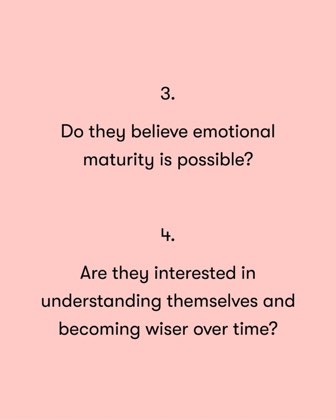 3.
Do they believe emotional
maturity is possible?
4.
Are they interested in
understanding themselves and
becoming wiser over time?